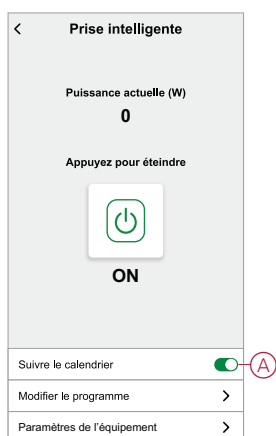 Prise intelligente
Puissance actuelle (W)
0
Appuyez pour éteindre
ON
Suivre le calendrier
A
Modifier le programme
Paramètres de l'équipement